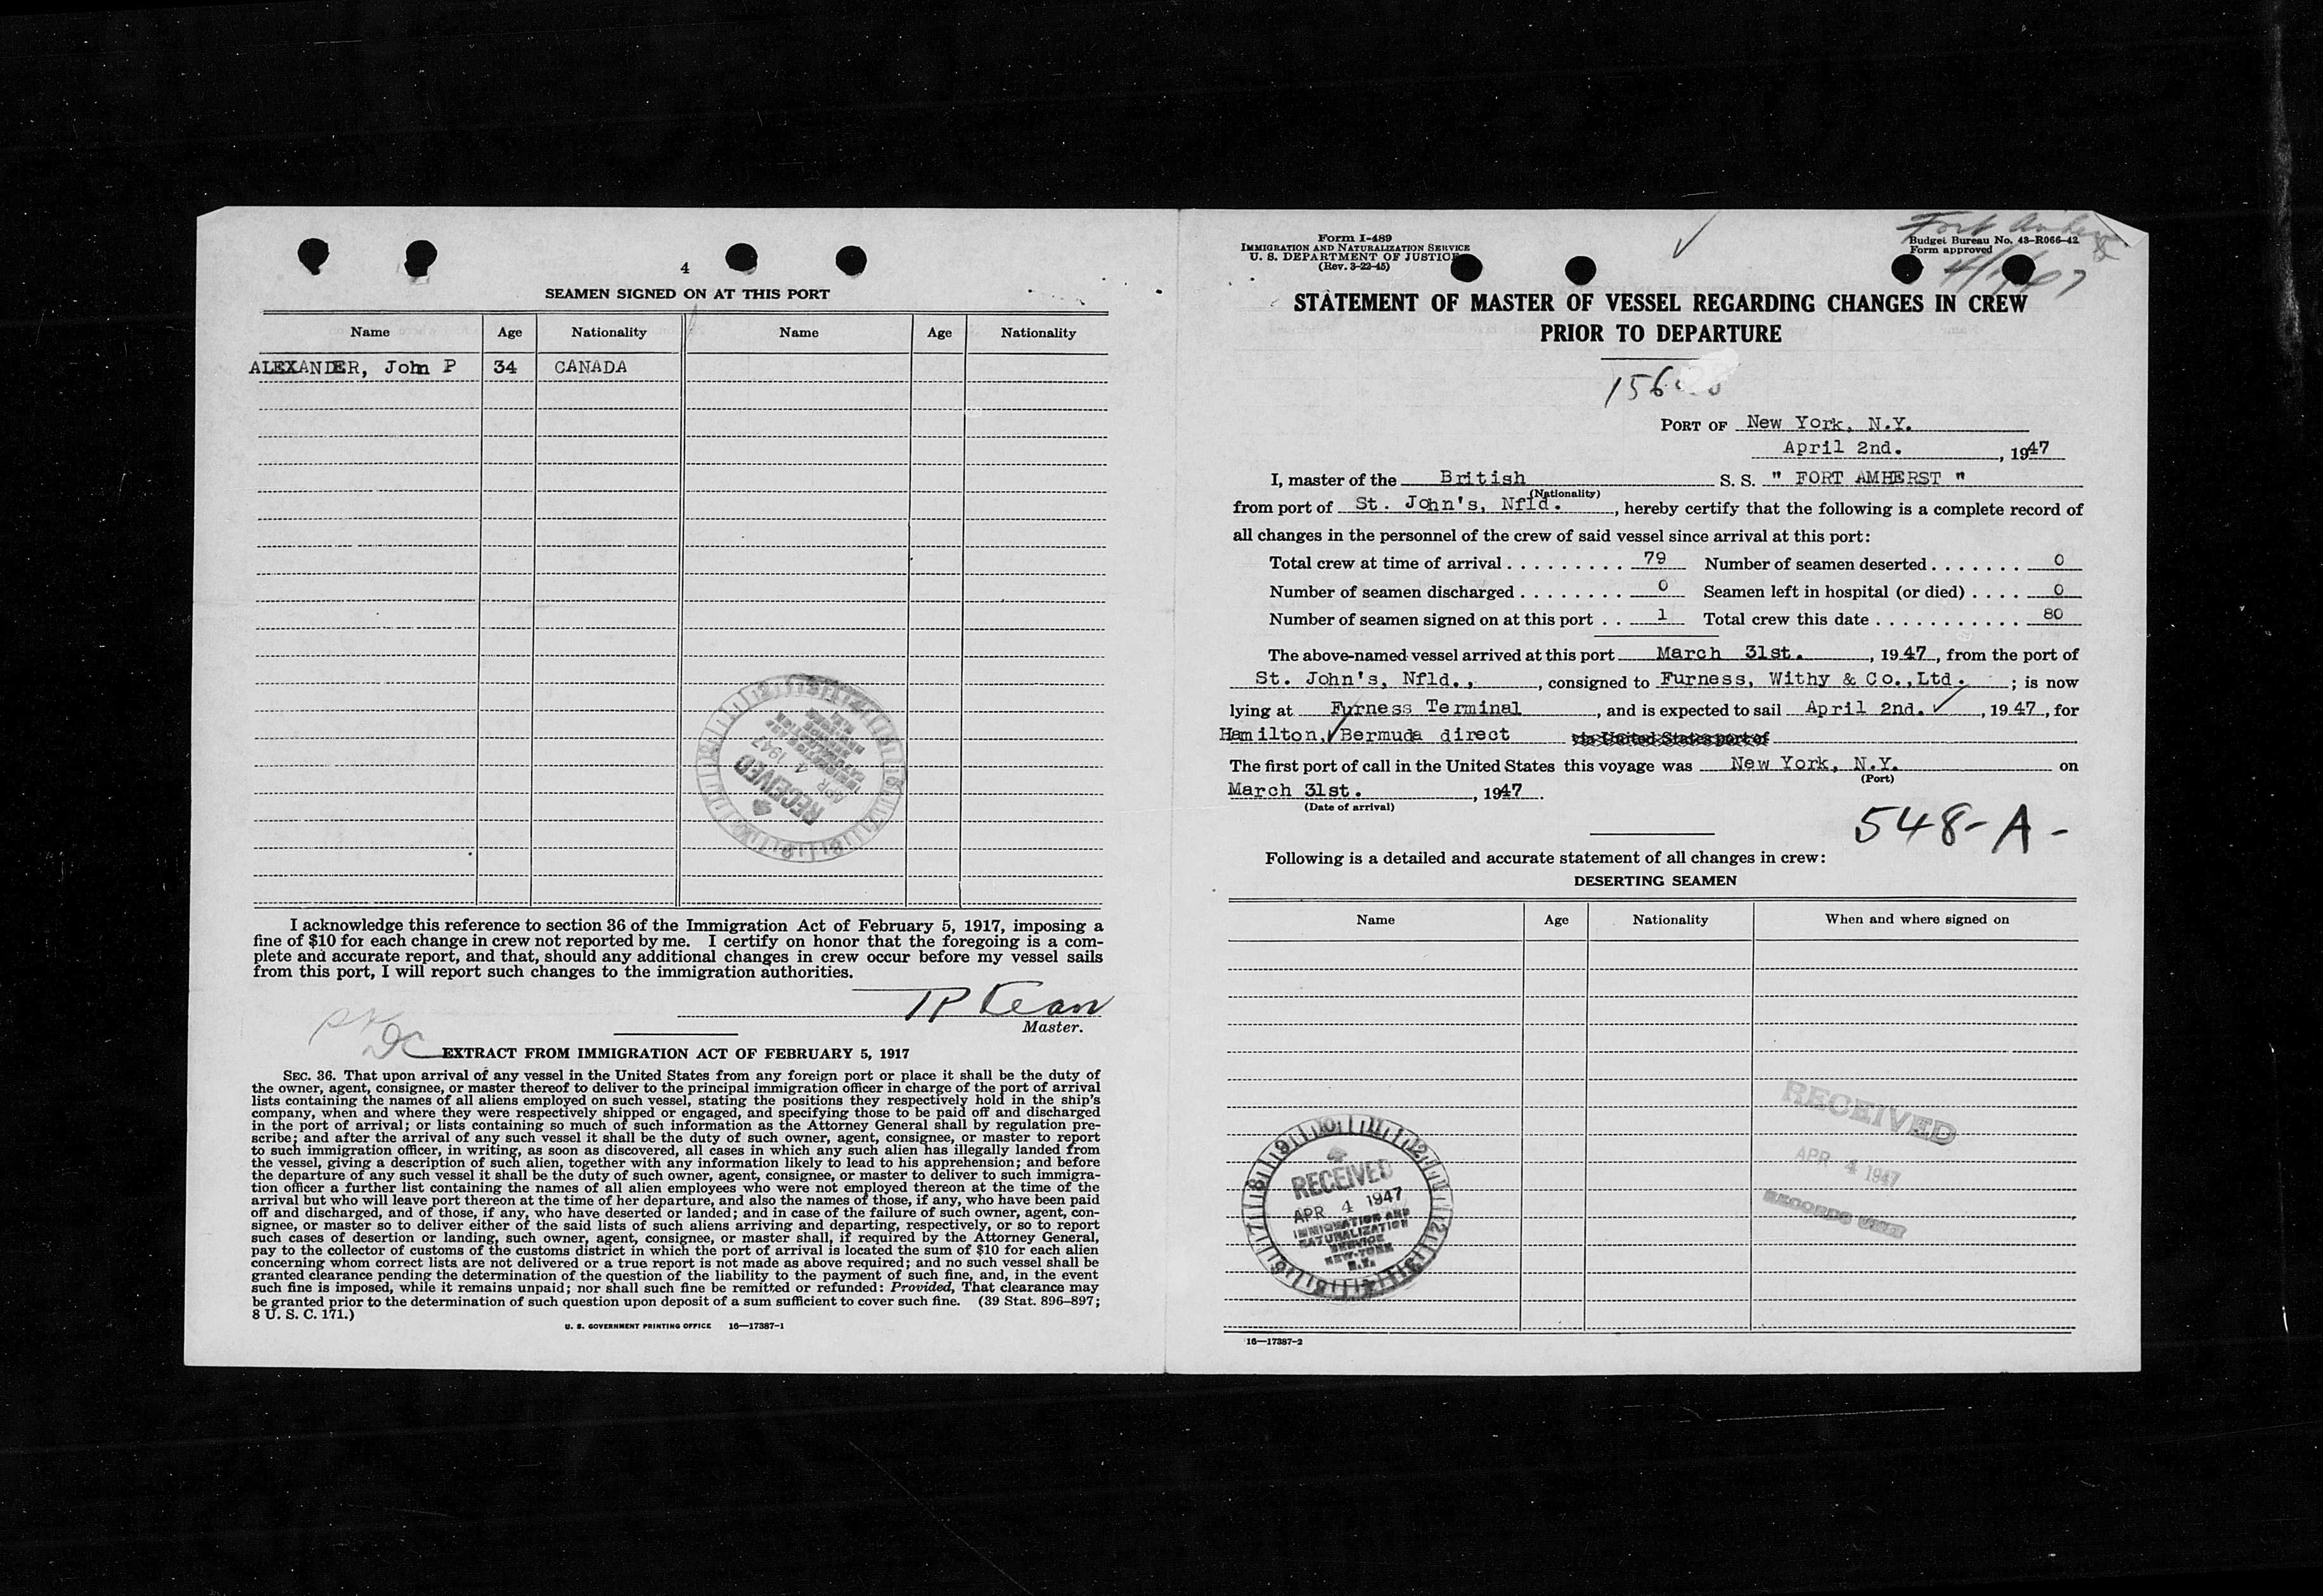 4
SEAMEN SIGNED ON AT THIS PORT
Name Age Nationality Name Age Nationality
ALEXANDER, John P 34 CANADA
RECEIVED
APR 4 1947
I acknowledge this reference to section 36 of the Immigration Act of February 5, 1917, imposing a
fine of $10 for each change in crew not reported by me. I certify on honor that the foregoing is a com-
plete and accurate report, and that, should any additional changes in crew occur before my vessel sails
from this port, I will report such changes to the immigration authorities.
TP Kean
Master.
EXTRACT FROM IMMIGRATION ACT OF FEBRUARY 5, 1917
SEC. 36. That upon arrival of any vessel in the United States from any foreign port or place it shall be the duty of
the owner, agent, consignee, or master thereof to deliver to the principal immigration officer in charge of the port of arrival
lists containing the names of all aliens employed on such vessel, stating the positions they respectively hold in the ship's
company, when and where they were respectively shipped or engaged, and specifying those to be paid off and discharged
in the port of arrival; or lists containing so much of such information as the Attorney General shall by regulation pre-
scribe; and after the arrival of any such vessel it shall be the duty of such owner, agent, consignee, or master to report
to such immigration officer, in writing, as soon as discovered, all cases in which any such alien has illegally landed from
the vessel, giving a description of such alien, together with any information likely to lead to his apprehension; and before
the departure of any such vessel it shall be the duty of such owner, agent, consignee, or master to deliver to such immigra-
tion officer a further list containing the names of all alien employees who were not employed thereon at the time of the
arrival but who will leave port thereon at the time of her departure, and also the names of those, if any, who have been paid
off and discharged, and of those, if any, who have deserted or landed; and in case of the failure of such owner, agent, con-
signee, or master so to deliver either of the said lists of such aliens arriving and departing, respectively, or so to report
such cases of desertion or landing, such owner, agent, consignee, or master shall, if required by the Attorney General,
pay to the collector of customs of the customs district in which the port of arrival is located the sum of $10 for each alien
concerning whom correct lists are not delivered or a true report is not made as above required; and no such vessel shall be
granted clearance pending the determination of the question of the liability to the payment of such fine, and, in the event
such fine is imposed, while it remains unpaid; nor shall such fine be remitted or refunded: Provided, That clearance may
be granted prior to the determination of such question upon deposit of a sum sufficient to cover such fine. (39 Stat. 896–897;
8 U. S. C. 171.)
U. S. GOVERNMENT PRINTING OFFICE 16—17387-1
Form I-489
IMMIGRATION AND NATURALIZATION SERVICE
U. S. DEPARTMENT OF JUSTICE
(Rev. 3-22-45)
Fort Amherst
Budget Bureau No. 43-R066-42
Form approved
STATEMENT OF MASTER OF VESSEL REGARDING CHANGES IN CREW
PRIOR TO DEPARTURE
PORT OF New York, N.Y.
April 2nd. , 1947
I, master of the British S. S. " FORT AMHERST "
(Nationality)
from port of St. John's, Nfld. , hereby certify that the following is a complete record of
all changes in the personnel of the crew of said vessel since arrival at this port:
Total crew at time of arrival . . . . . . . . . 79 Number of seamen deserted . . . . . . . 0
Number of seamen discharged . . . . . . . . 0 Seamen left in hospital (or died) . . . . 0
Number of seamen signed on at this port . . 1 Total crew this date . . . . . . . . . . . 80
The above-named vessel arrived at this port March 31st. , 1947, from the port of
St. John's, Nfld., , consigned to Furness, Withy & Co.,Ltd. ; is now
lying at Furness Terminal , and is expected to sail April 2nd. , 1947, for
Hamilton, Bermuda direct via United States port of
The first port of call in the United States this voyage was New York, N.Y. on
(Port)
March 31st. , 1947.
(Date of arrival)
548-A-
Following is a detailed and accurate statement of all changes in crew:
DESERTING SEAMEN
Name Age Nationality When and where signed on
RECEIVED
APR 4 1947
RECORDS UNIT
RECEIVED
APR 4 1947
IMMIGRATION AND
NATURALIZATION
SERVICE
NEW-YORK
N.Y.
16—17387-2